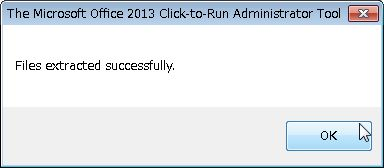 The Microsoft Office 2013 Click-to-Run Administrator Tool
Files extracted successfully.
OK